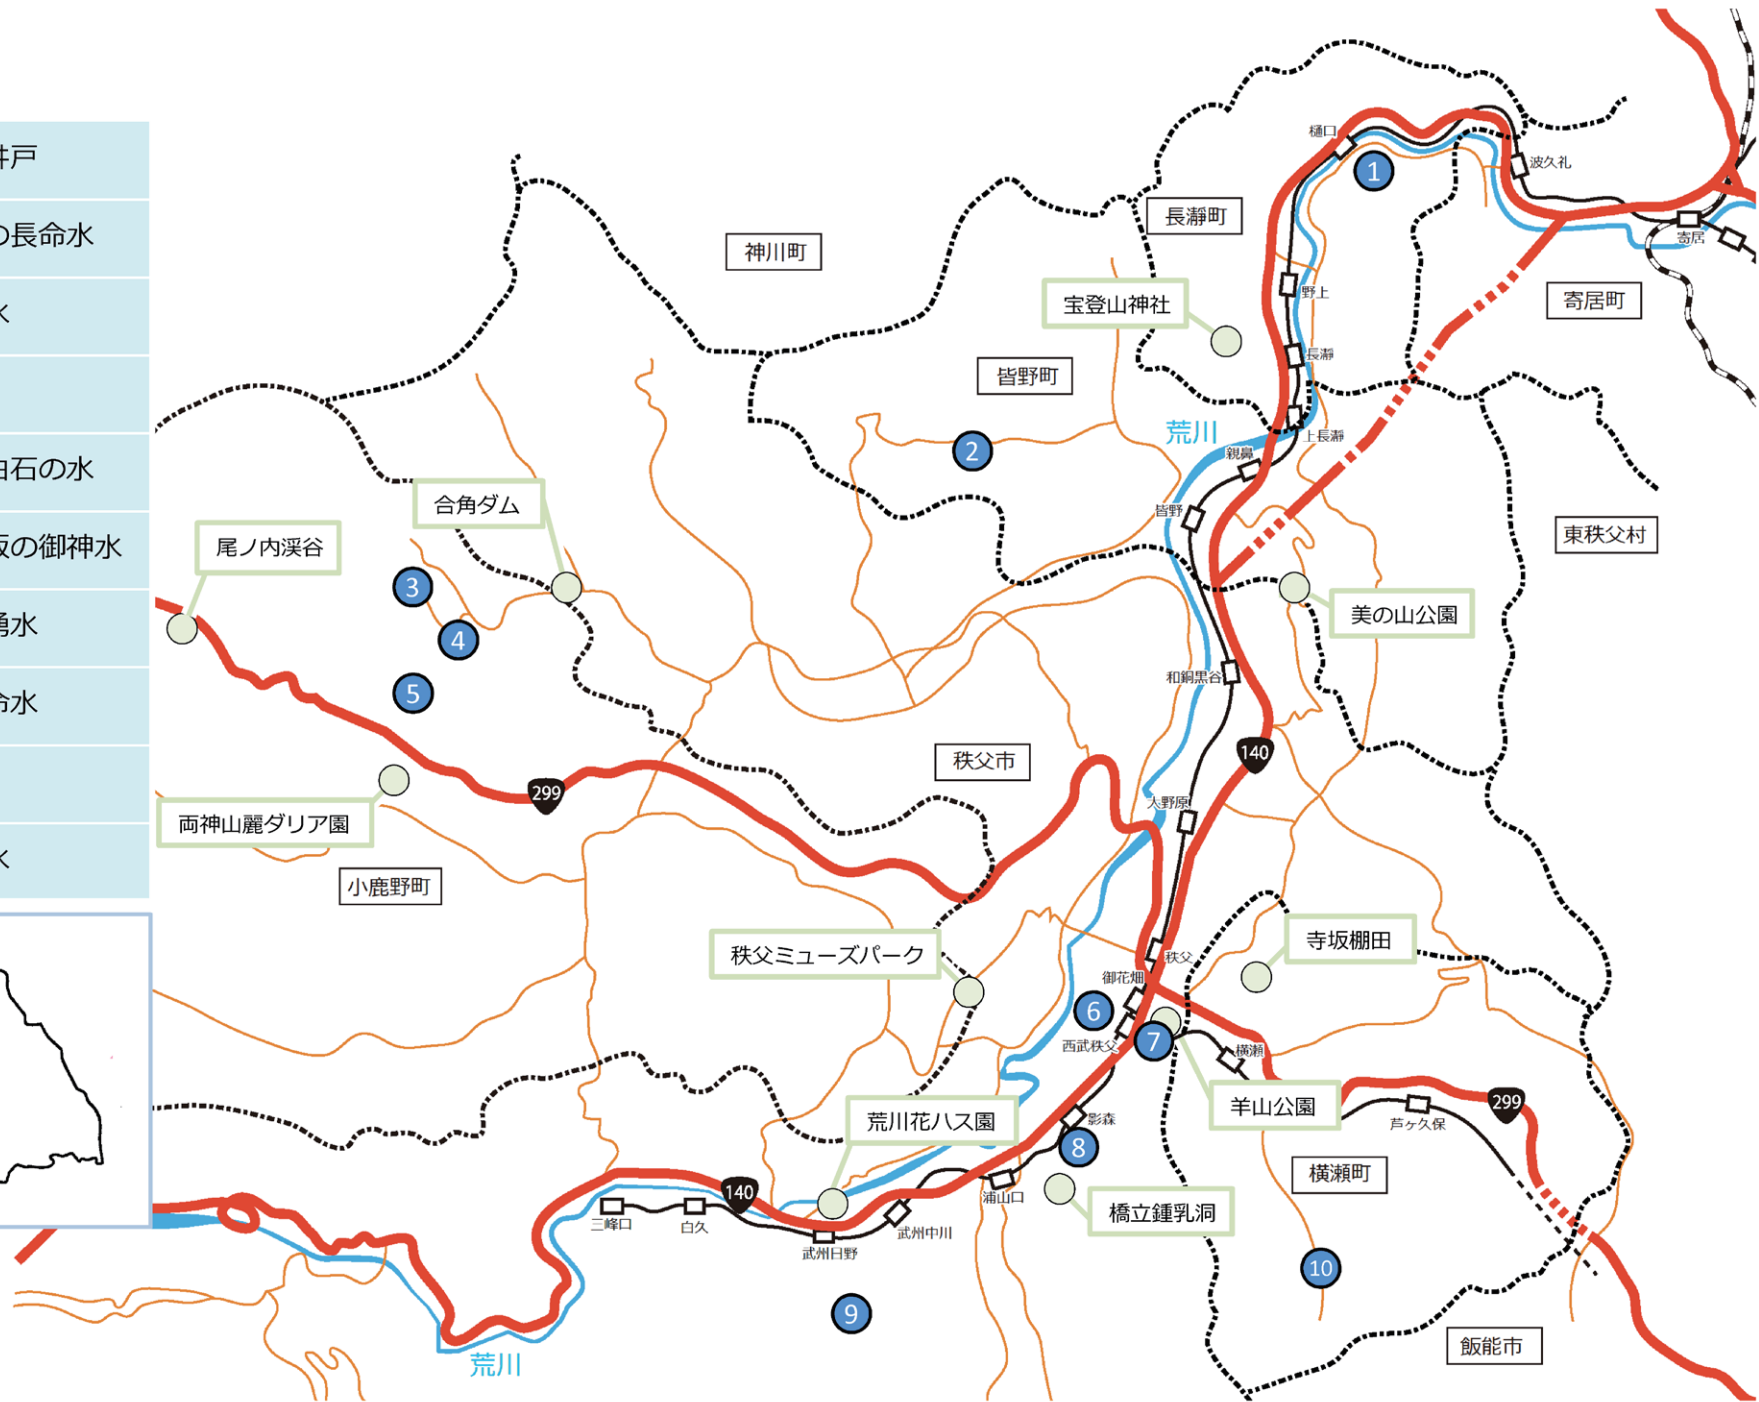 井戸
の長命水
水
白石の水
坂の御神水
湧水
命水
水
樋口
1
波久礼
長瀞町
寄居
神川町
野上
寄居町
宝登山神社
長瀞
皆野町
荒川
上長瀞
2
親鼻
合角ダム
皆野
東秩父村
尾ノ内渓谷
3
美の山公園
4
和銅黒谷
5
140
秩父市
299
大野原
両神山麓ダリア園
小鹿野町
寺坂棚田
秩父ミューズパーク
秩父
御花畑
6
7
西武秩父
横瀬
299
羊山公園
荒川花ハス園
影森
芦ヶ久保
8
横瀬町
140
浦山口
橋立鍾乳洞
三峰口
白久
武州中川
武州日野
10
9
飯能市
荒川